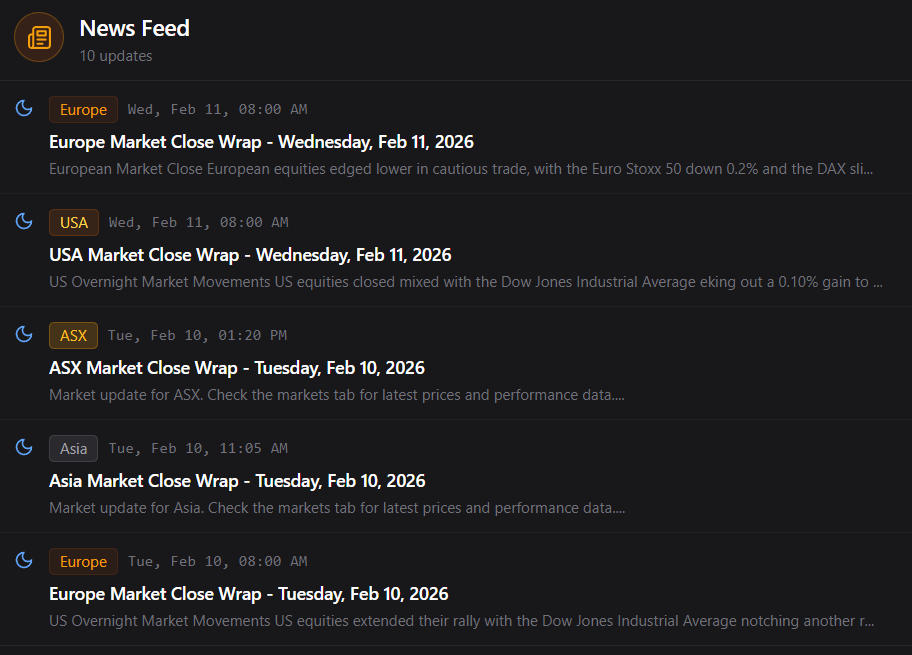 News Feed
10 updates
Europe Wed, Feb 11, 08:00 AM
Europe Market Close Wrap - Wednesday, Feb 11, 2026
European Market Close European equities edged lower in cautious trade, with the Euro Stoxx 50 down 0.2% and the DAX sli...
USA Wed, Feb 11, 08:00 AM
USA Market Close Wrap - Wednesday, Feb 11, 2026
US Overnight Market Movements US equities closed mixed with the Dow Jones Industrial Average eking out a 0.10% gain to ...
ASX Tue, Feb 10, 01:20 PM
ASX Market Close Wrap - Tuesday, Feb 10, 2026
Market update for ASX. Check the markets tab for latest prices and performance data....
Asia Tue, Feb 10, 11:05 AM
Asia Market Close Wrap - Tuesday, Feb 10, 2026
Market update for Asia. Check the markets tab for latest prices and performance data....
Europe Tue, Feb 10, 08:00 AM
Europe Market Close Wrap - Tuesday, Feb 10, 2026
US Overnight Market Movements US equities extended their rally with the Dow Jones Industrial Average notching another r...